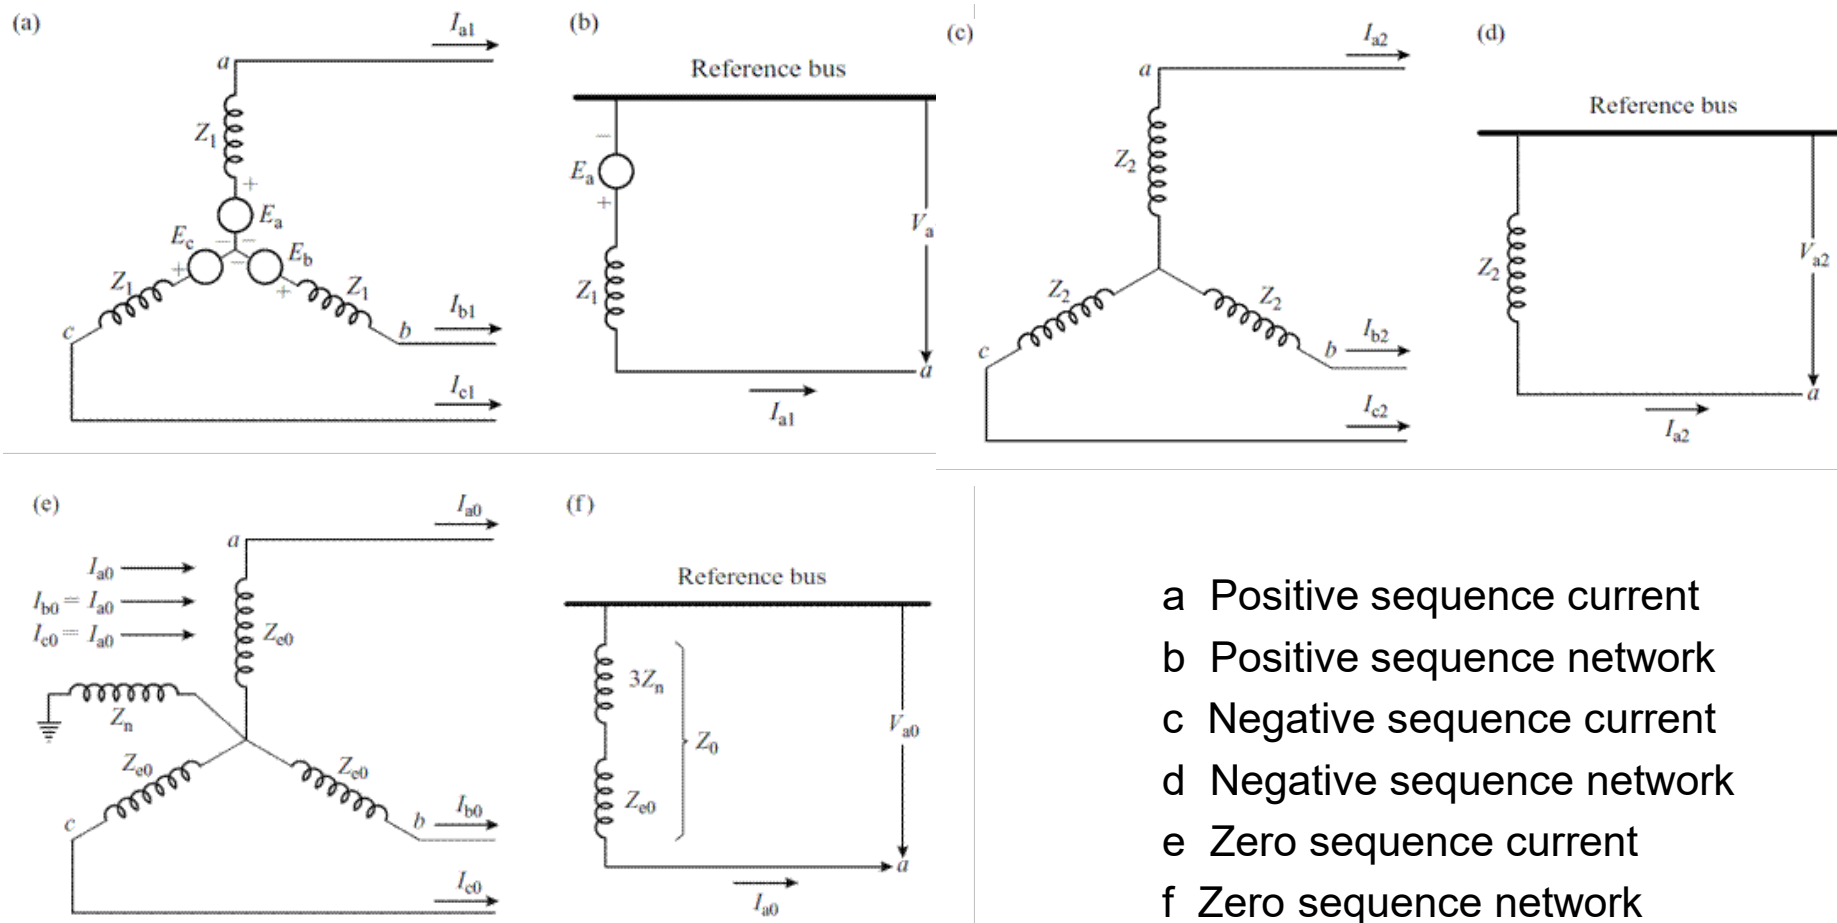 (a)
I_a1
a
Z_1
+
E_a
E_c
E_b
− −
−
+
+
Z_1
Z_1
I_b1
c
b
I_c1
(b)
Reference bus
−
E_a
+
V_a
Z_1
a
I_a1
(c)
I_a2
a
Z_2
Z_2
Z_2
I_b2
c
b
I_c2
(d)
Reference bus
Z_2
V_a2
a
I_a2
(e)
I_a0
a
I_a0
I_b0 = I_a0
I_c0 = I_a0
Z_e0
Z_n
Z_e0
Z_e0
I_b0
c
b
I_c0
(f)
Reference bus
3Z_n
Z_0
V_a0
Z_e0
a
I_a0
a Positive sequence current
b Positive sequence network
c Negative sequence current
d Negative sequence network
e Zero sequence current
f Zero sequence network